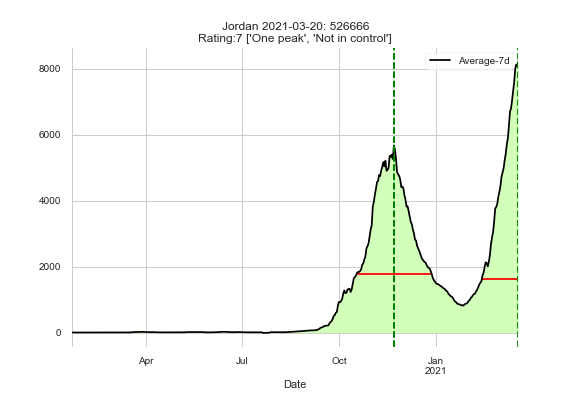 Jordan 2021-03-20: 526666
Rating:7 ['One peak', 'Not in control']
Average-7d
8000
6000
4000
2000
0
Apr
Jul
Oct
Jan
2021
Date